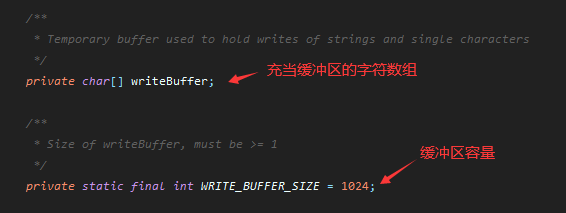 /**
* Temporary buffer used to hold writes of strings and single characters
*/
private char[] writeBuffer;
充当缓冲区的字符数组
/**
* Size of writeBuffer, must be >= 1
*/
缓冲区容量
private static final int WRITE_BUFFER_SIZE = 1024;